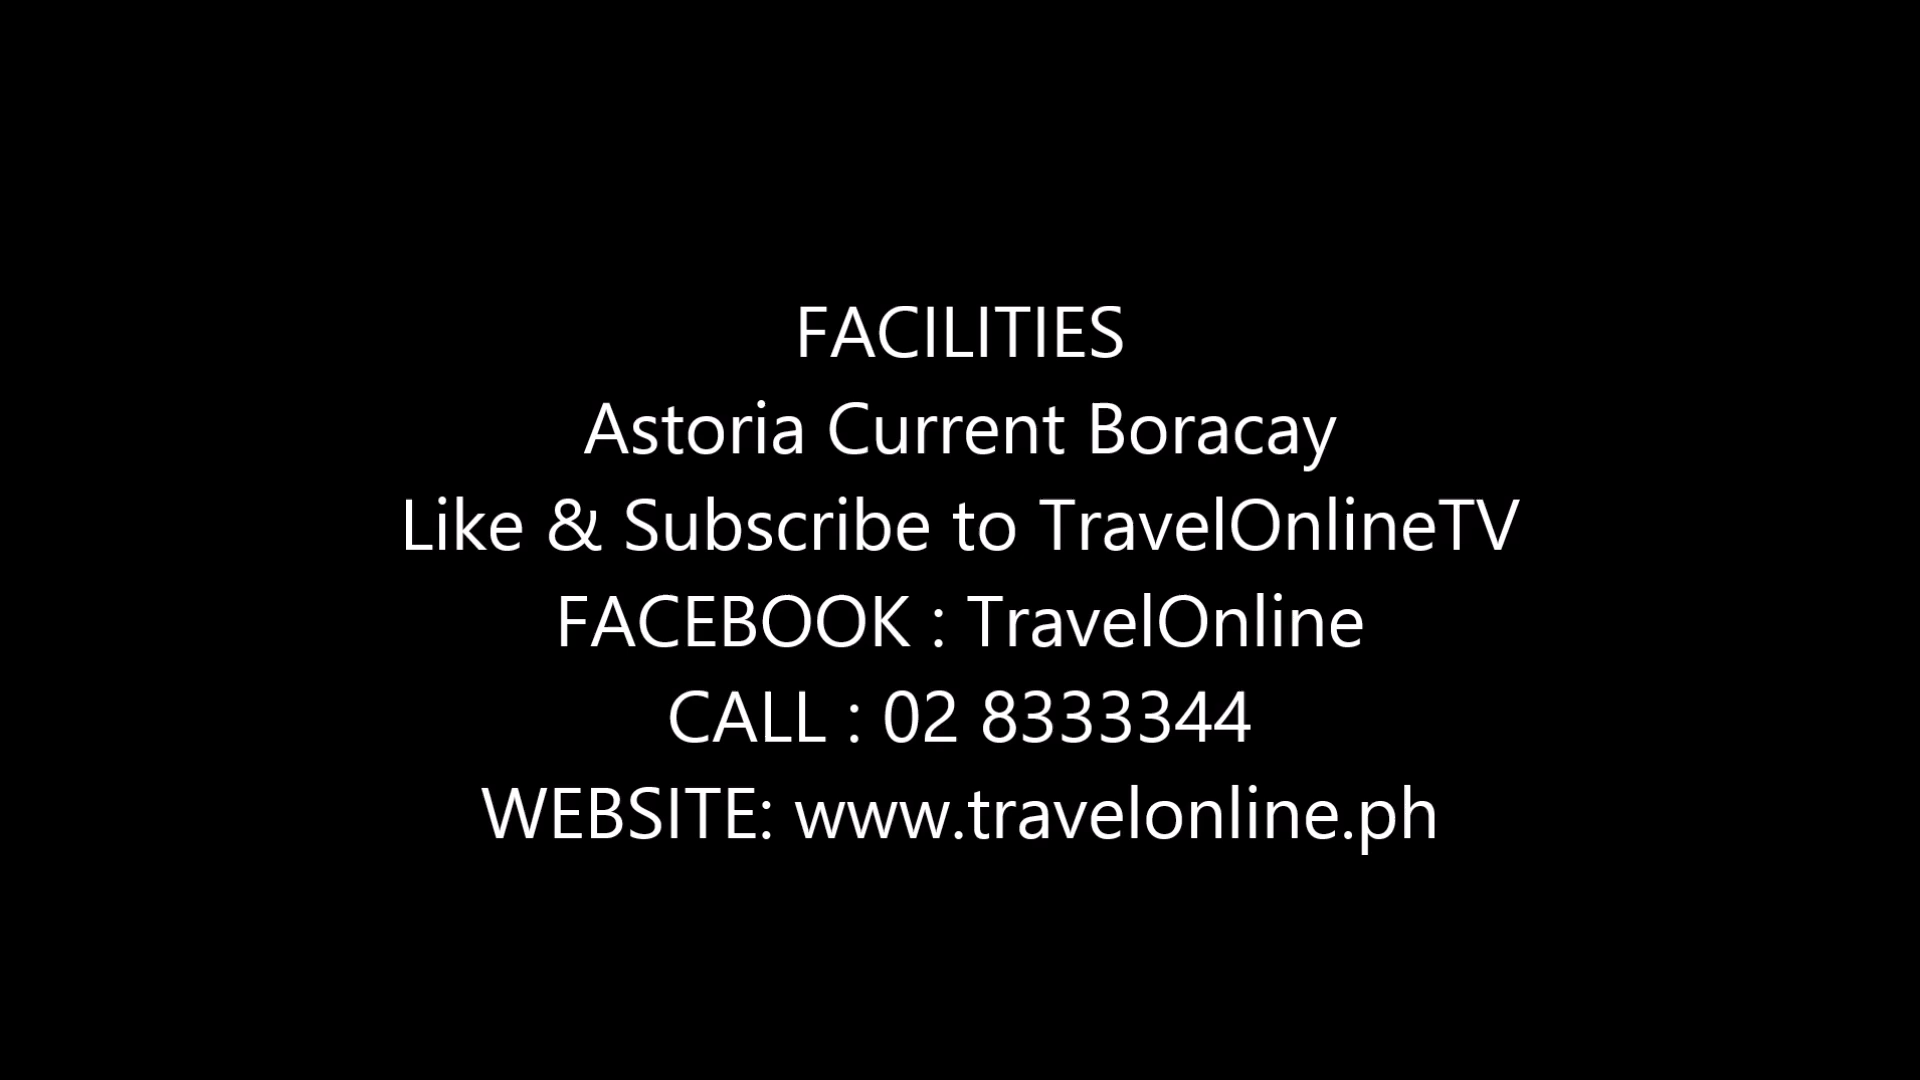 FACILITIES
Astoria Current Boracay
Like & Subscribe to TravelOnlineTV
FACEBOOK : TravelOnline
CALL : 02 8333344
WEBSITE: www.travelonline.ph